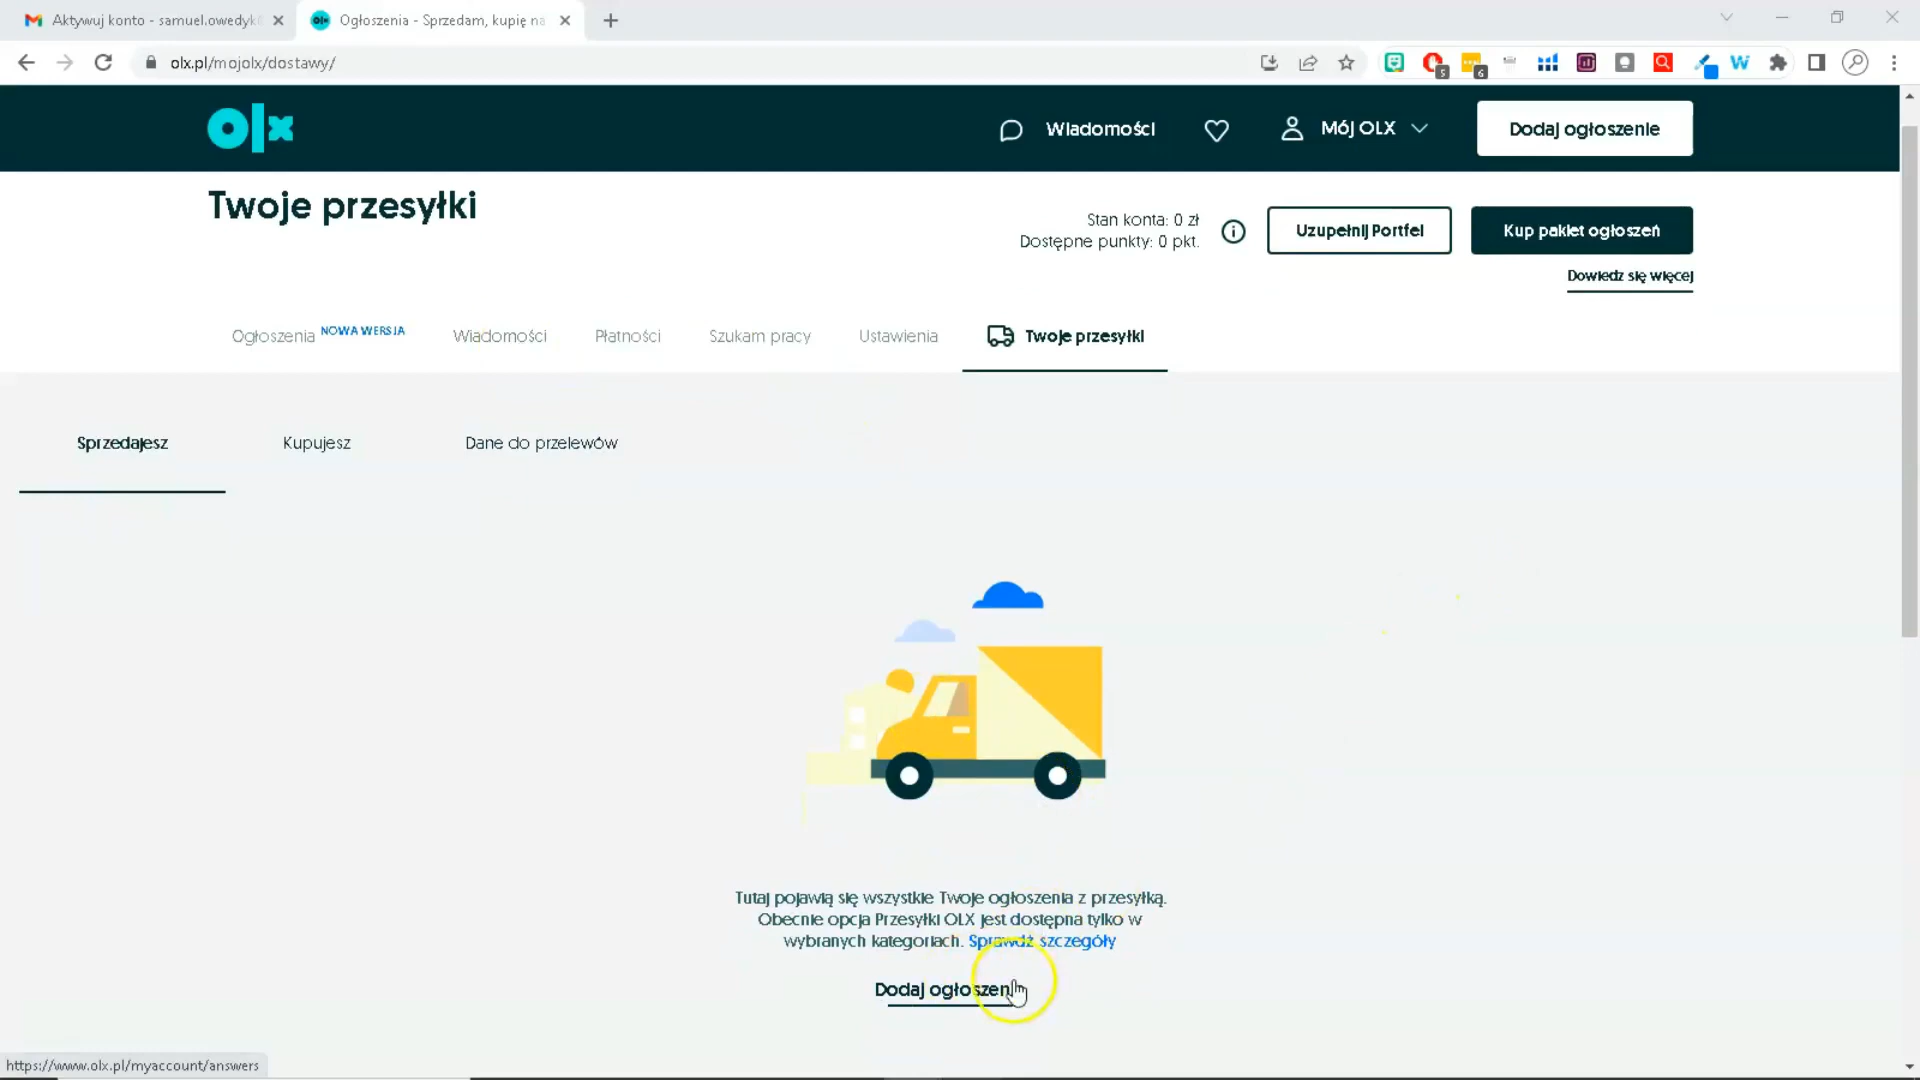 Aktywuj konto - samuel.owedyk
Ogłoszenia - Sprzedam, kupię na
olx.pl/mojolx/dostawy/
5
6
olx
Wiadomości
Mój OLX
Dodaj ogłoszenie
Twoje przesyłki
Stan konta: 0 zł
Dostępne punkty: 0 pkt.
Uzupełnij Portfel
Kup pakiet ogłoszeń
Dowiedz się więcej
Ogłoszenia NOWA WERSJA
Wiadomości
Płatności
Szukam pracy
Ustawienia
Twoje przesyłki
Sprzedajesz
Kupujesz
Dane do przelewów
Tutaj pojawią się wszystkie Twoje ogłoszenia z przesyłką.
Obecnie opcja Przesyłki OLX jest dostępna tylko w
wybranych kategoriach. Sprawdź szczegóły
Dodaj ogłoszenie
https://www.olx.pl/myaccount/answers